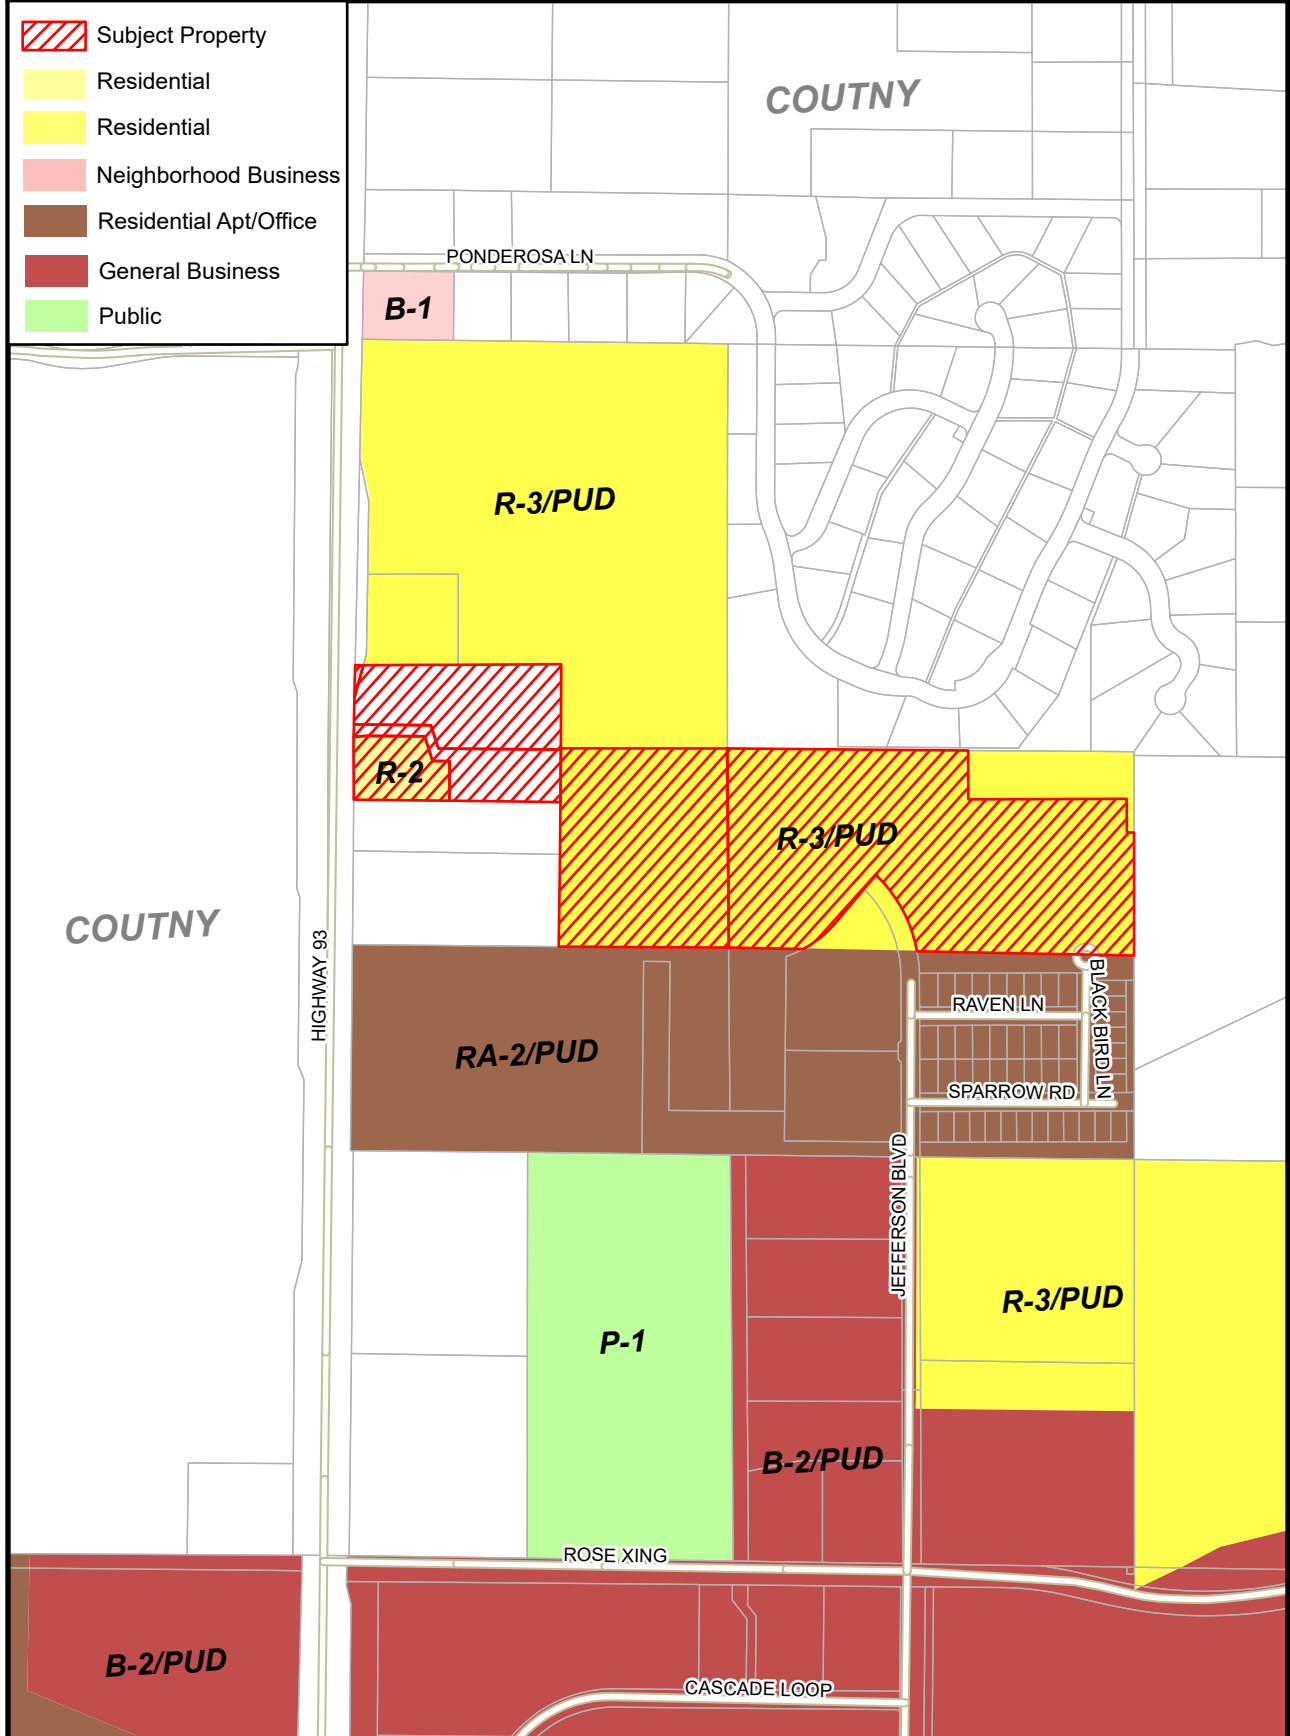 Subject Property
Residential
Residential
Neighborhood Business
Residential Apt/Office
General Business
Public
COUTNY
PONDEROSA LN
B-1
R-3/PUD
R-2
R-3/PUD
COUTNY
HIGHWAY 93
BLACK BIRD LN
RAVEN LN
RA-2/PUD
SPARROW RD
JEFFERSON BLVD
R-3/PUD
P-1
B-2/PUD
ROSE XING
B-2/PUD
CASCADE LOOP